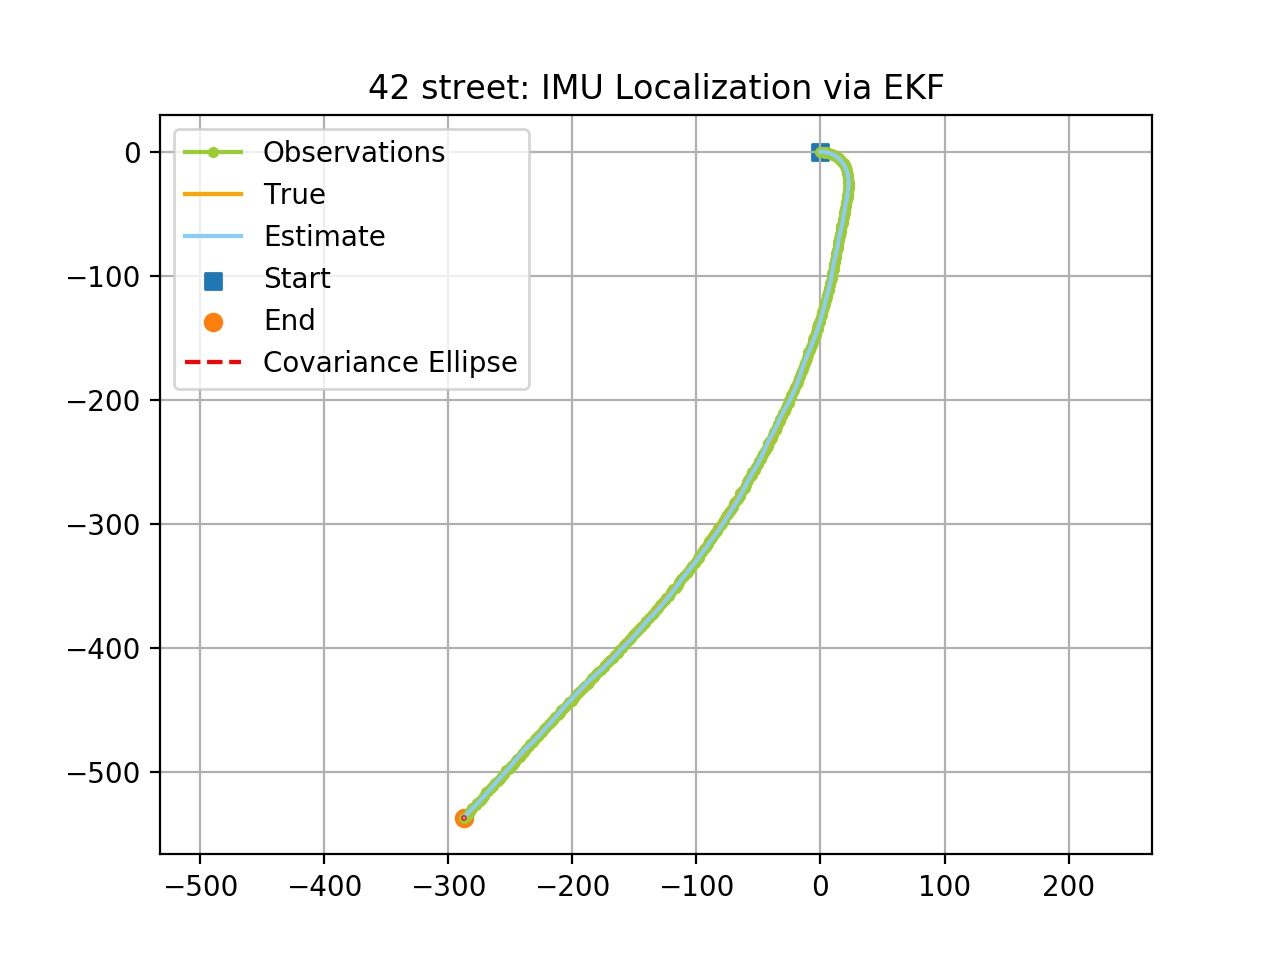 42 street: IMU Localization via EKF
Observations
True
Estimate
Start
End
Covariance Ellipse
0
−100
−200
−300
−400
−500
−500 −400 −300 −200 −100 0 100 200